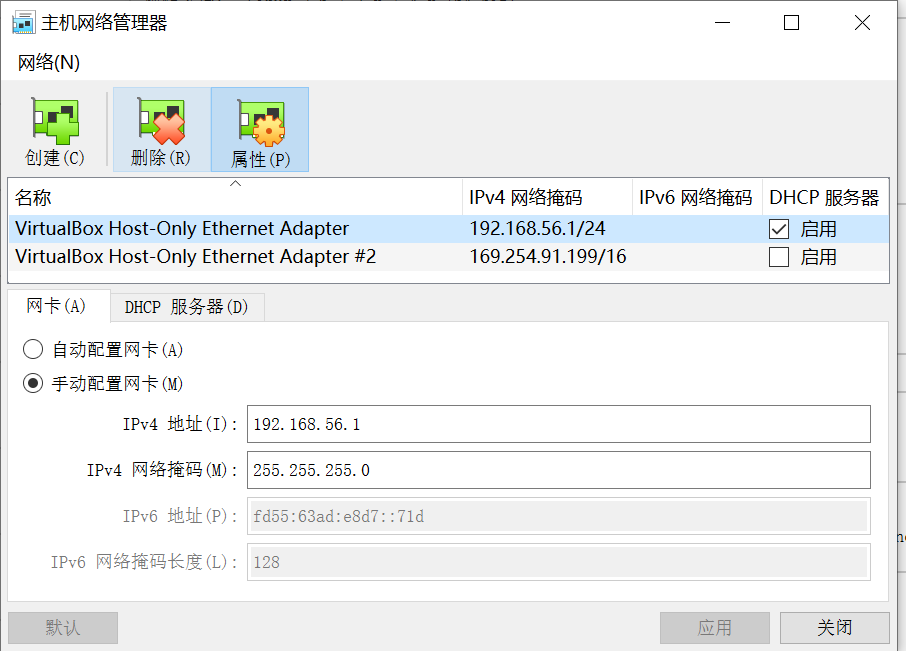 主机网络管理器
网络(N)
创建(C) 删除(R) 属性(P)
名称 IPv4 网络掩码 IPv6 网络掩码 DHCP 服务器
VirtualBox Host-Only Ethernet Adapter 192.168.56.1/24 启用
VirtualBox Host-Only Ethernet Adapter #2 169.254.91.199/16 启用
网卡(A) DHCP 服务器(D)
自动配置网卡(A)
手动配置网卡(M)
IPv4 地址(I): 192.168.56.1
IPv4 网络掩码(M): 255.255.255.0
IPv6 地址(P): fd55:63ad:e8d7::71d
IPv6 网络掩码长度(L): 128
默认 应用 关闭